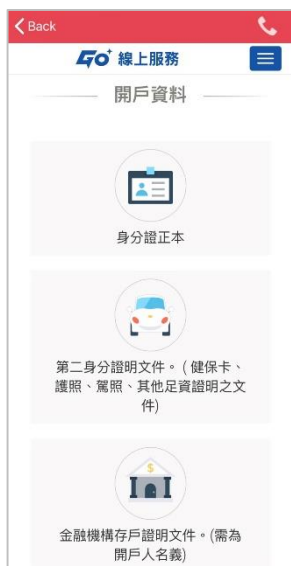 Back
Go+ 線上服務
開戶資料
身分證正本
第二身分證明文件。( 健保卡、
護照、駕照、其他足資證明之文
件)
金融機構存戶證明文件。(需為
開戶人名義)